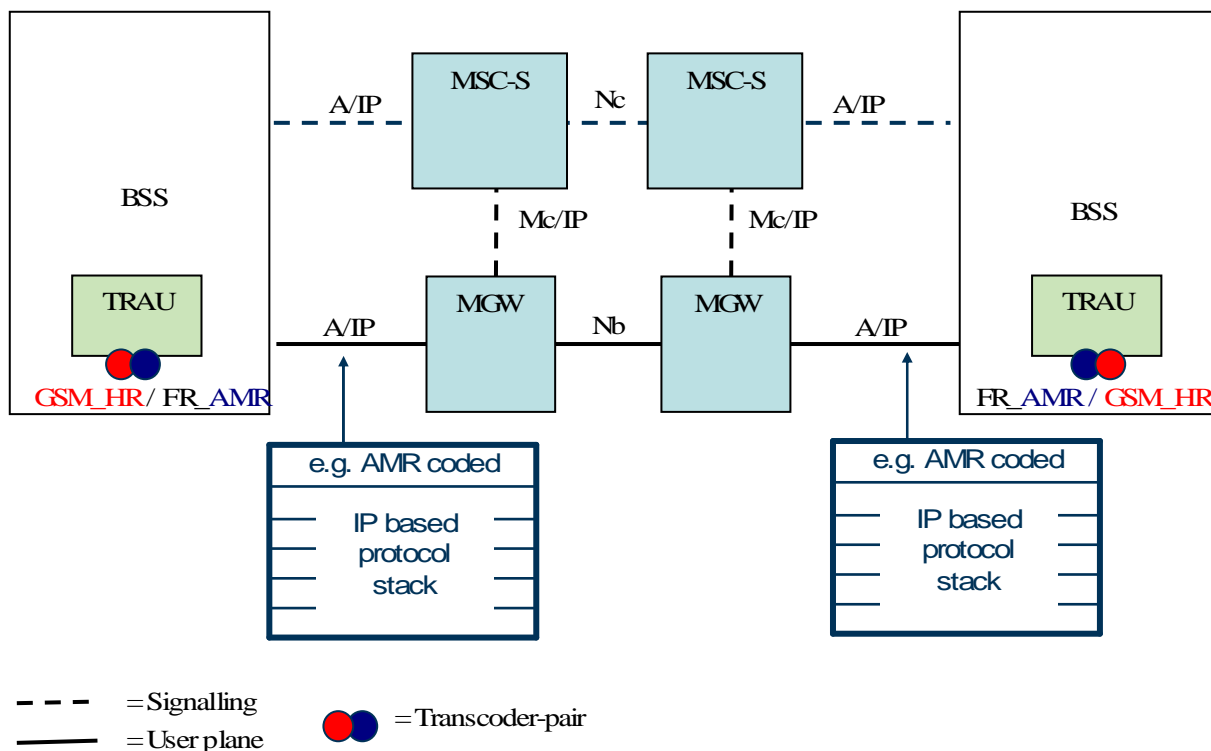 MSC-S
MSC-S
A/IP
Nc
A/IP
BSS
BSS
Mc/IP
Mc/IP
TRAU
MGW
MGW
TRAU
A/IP
Nb
A/IP
GSM_HR / FR_AMR
FR_AMR / GSM_HR
e.g. AMR coded
IP based
protocol
stack
e.g. AMR coded
IP based
protocol
stack
= Signalling
= User plane
= Transcoder-pair